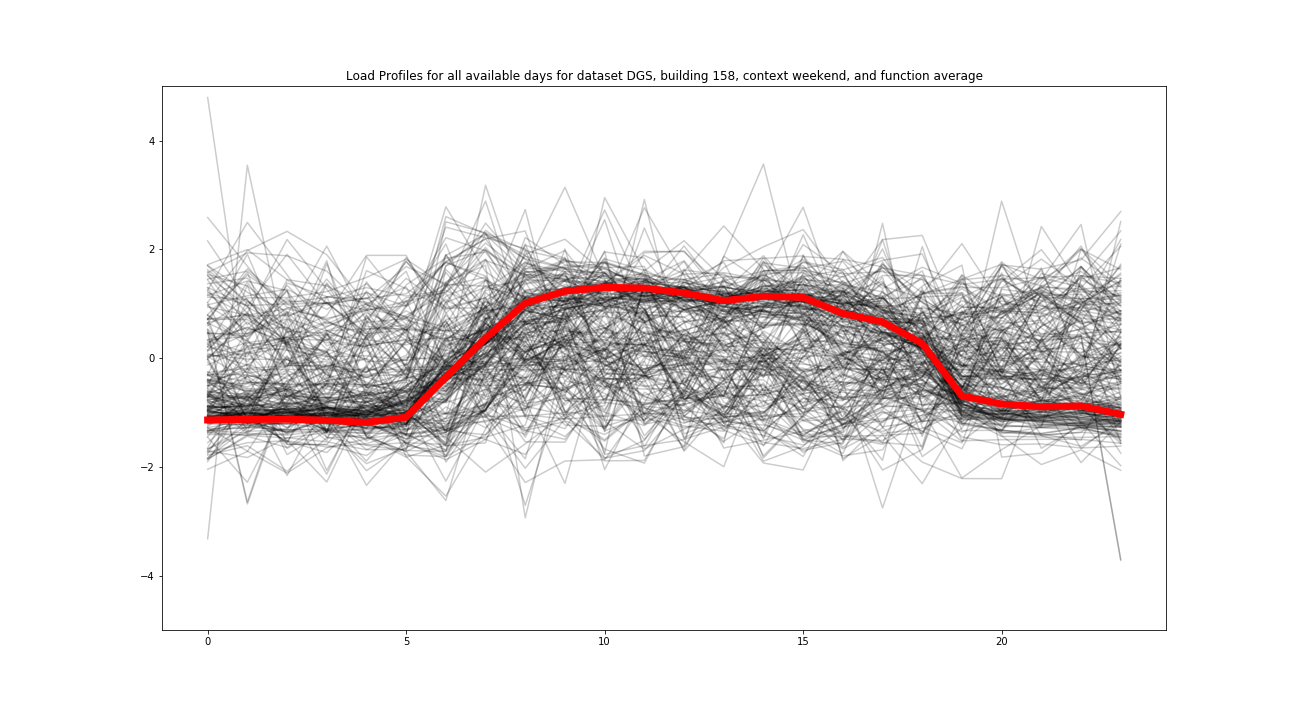 Load Profiles for all available days for dataset DGS, building 158, context weekend, and function average
4
2
0
−2
−4
0 5 10 15 20